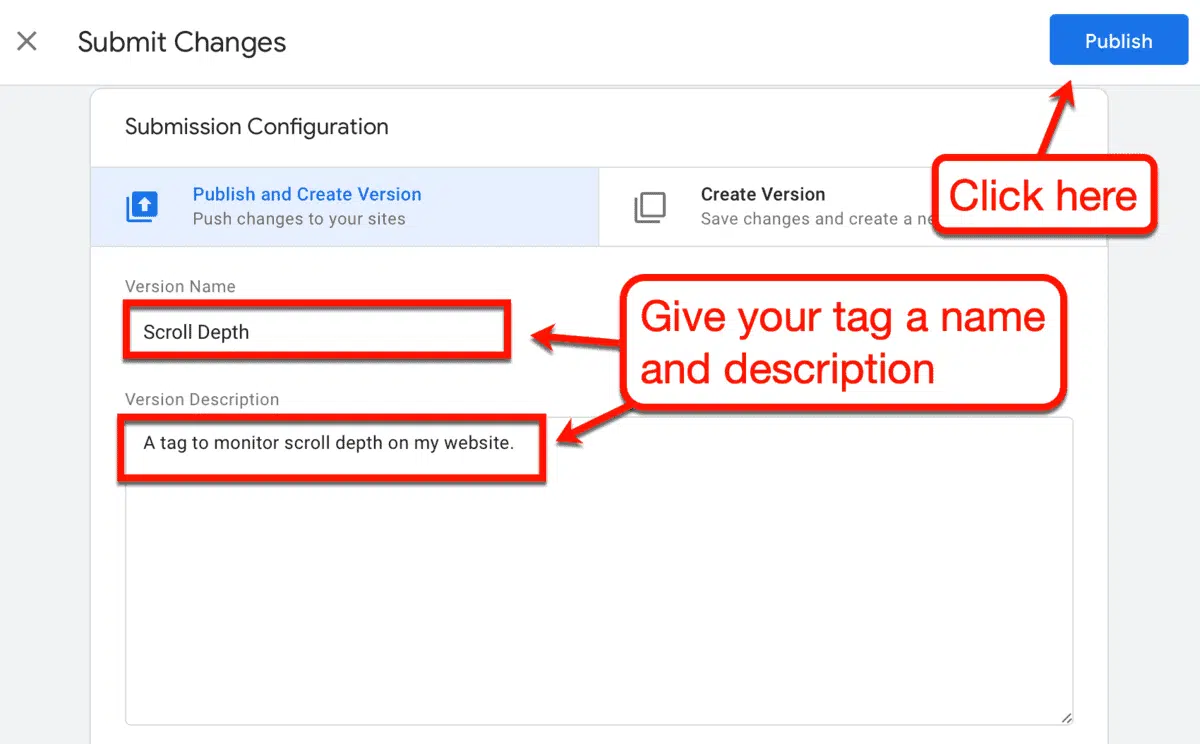 Submit Changes
Publish
Submission Configuration
Publish and Create Version
Push changes to your sites
Create Version
Save changes and create a
Click here
Version Name
Scroll Depth
Give your tag a name
and description
Version Description
A tag to monitor scroll depth on my website.